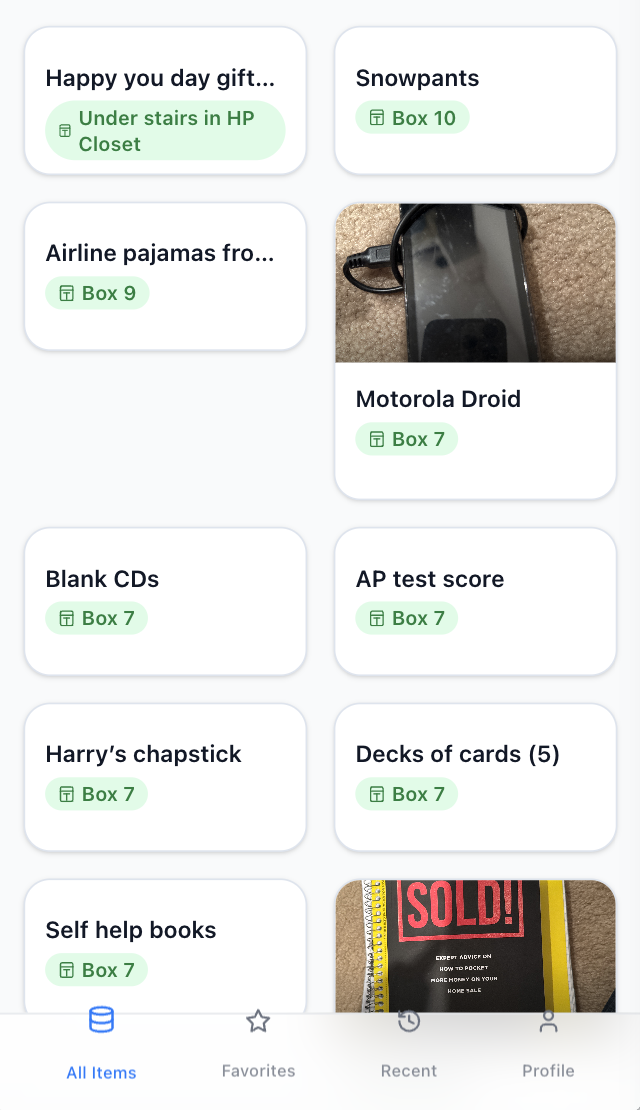 Happy you day gift...
Under stairs in HP
Closet
Snowpants
Box 10
Airline pajamas fro...
Box 9
Motorola Droid
Box 7
Blank CDs
Box 7
AP test score
Box 7
Harry’s chapstick
Box 7
Decks of cards (5)
Box 7
Self help books
Box 7
SOLD!
EXPERT ADVICE ON
HOW TO POCKET
MORE MONEY ON YOUR
HOME SALE
All Items
Favorites
Recent
Profile